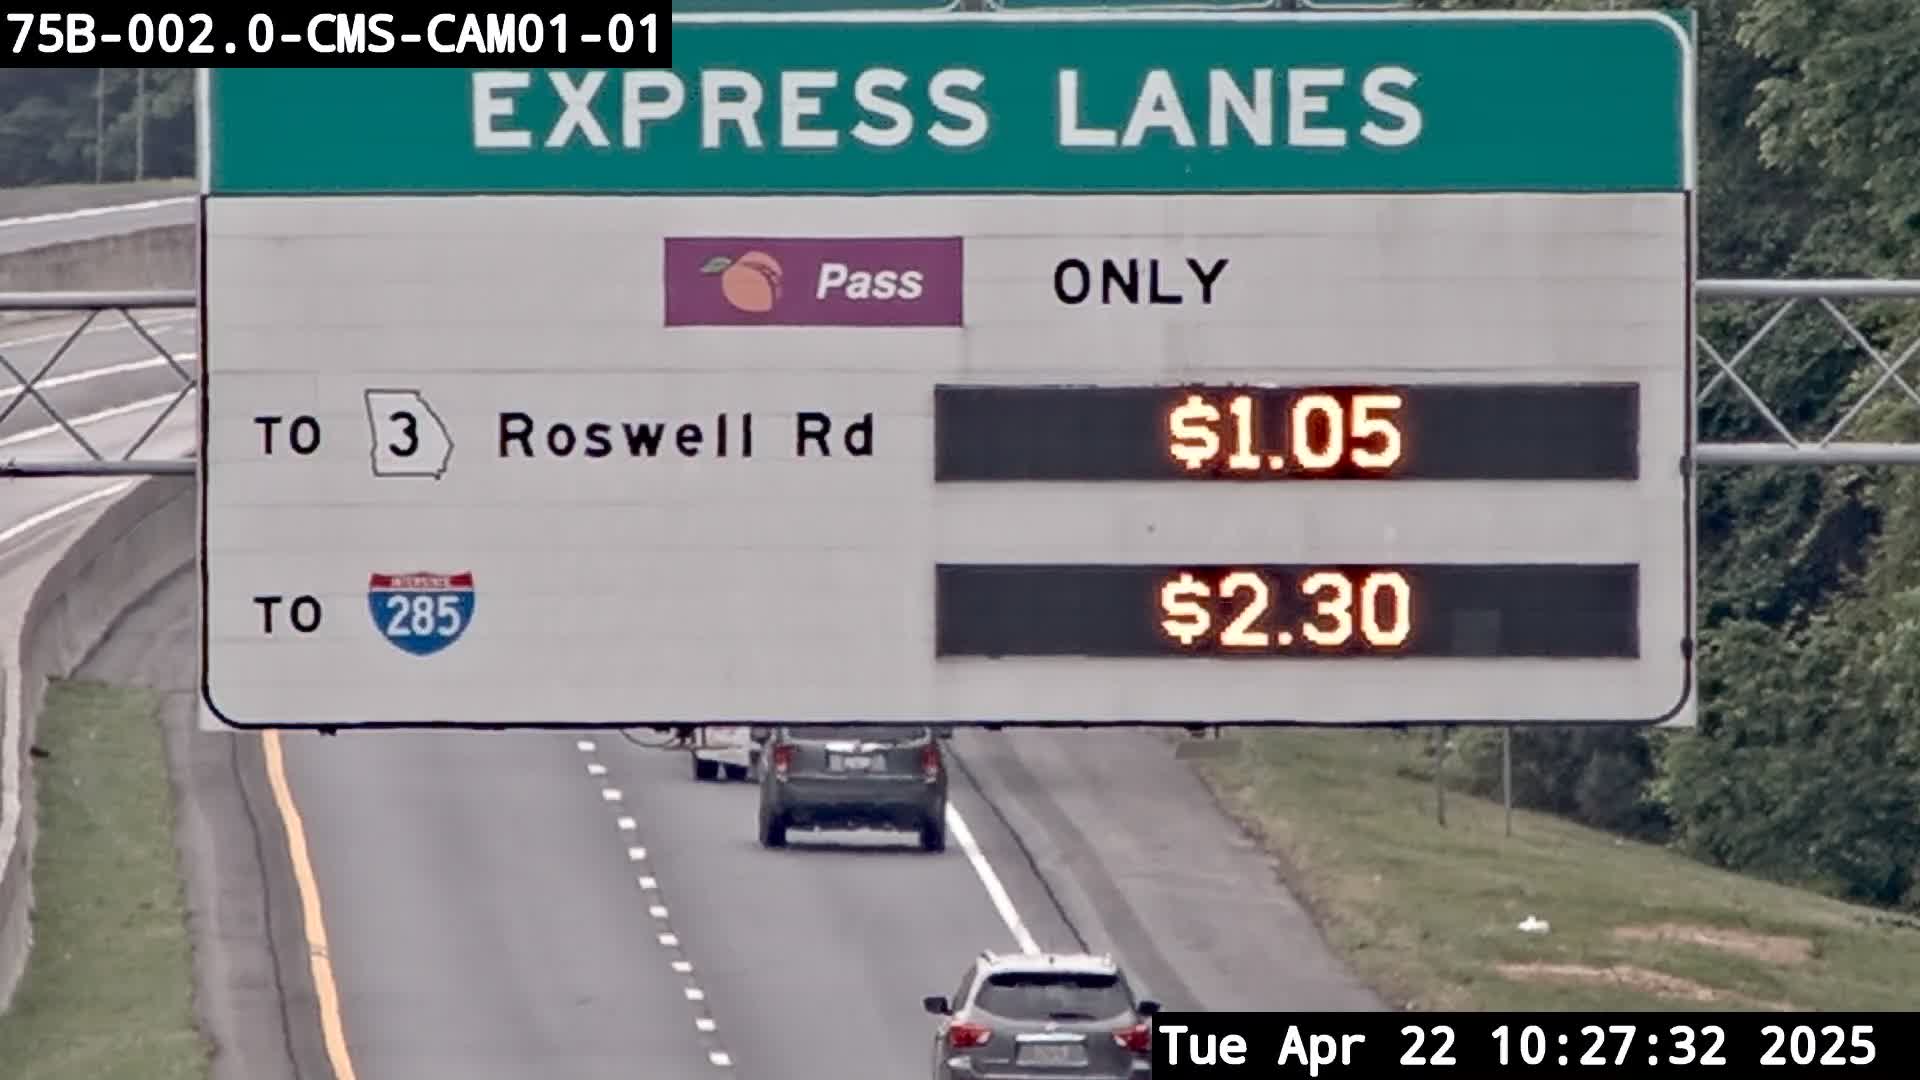 75B-002.0-CMS-CAM01-01
EXPRESS LANES
Pass ONLY
TO 3 Roswell Rd $1.05
INTERSTATE
TO 285 $2.30
Tue Apr 22 10:27:32 2025